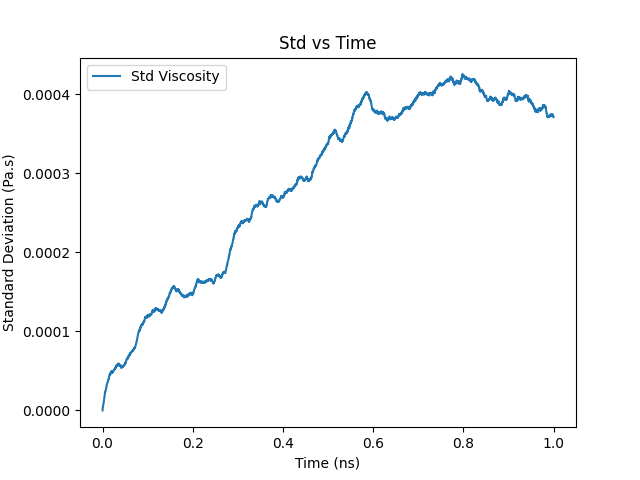 Std vs Time
Std Viscosity
Standard Deviation (Pa.s)
0.0004
0.0003
0.0002
0.0001
0.0000
0.0 0.2 0.4 0.6 0.8 1.0
Time (ns)